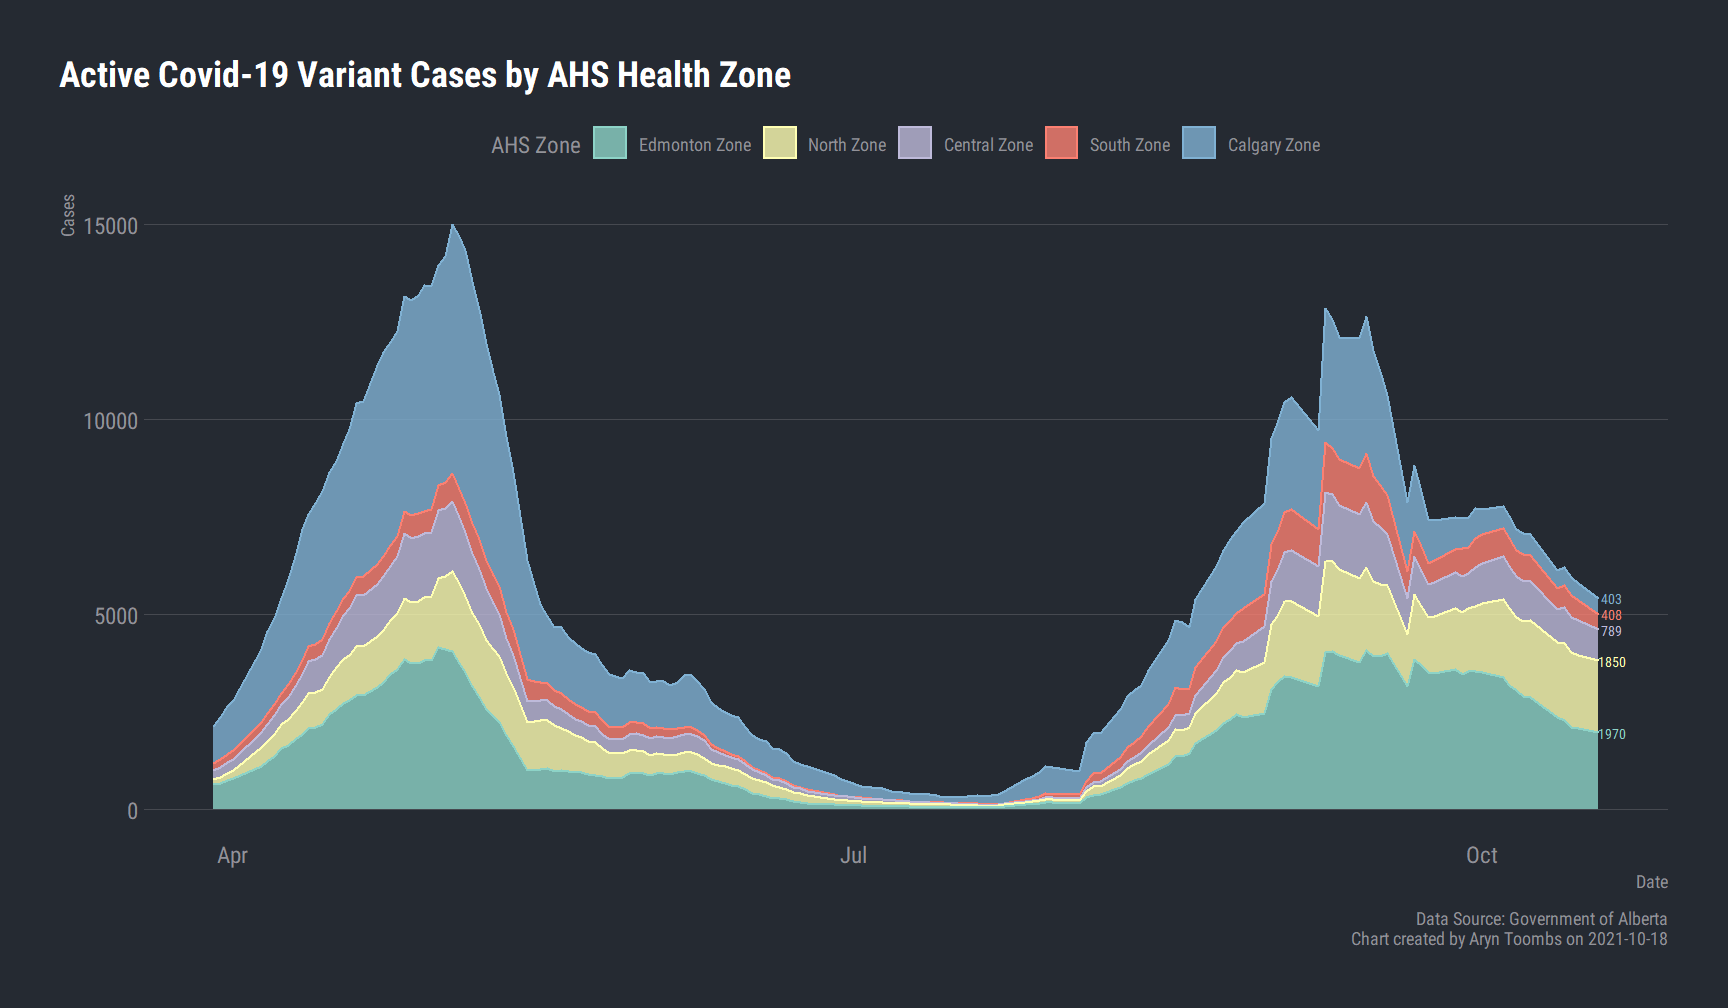 Active Covid-19 Variant Cases by AHS Health Zone
AHS Zone Edmonton Zone North Zone Central Zone South Zone Calgary Zone
Cases
15000
10000
5000
0
403
408
789
1850
1970
Apr Jul Oct
Date
Data Source: Government of Alberta
Chart created by Aryn Toombs on 2021-10-18